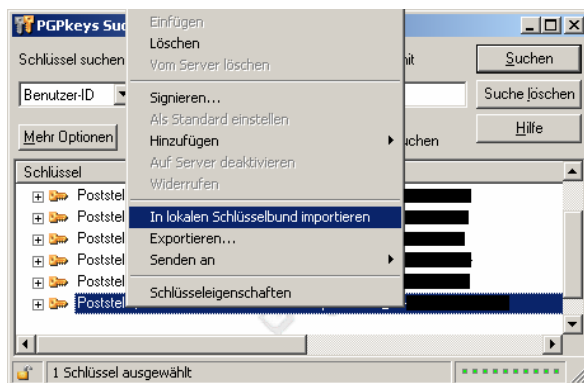 PGPkeys Suc
Einfügen
Löschen
Vom Server löschen
Schlüssel suchen
Suchen
Benutzer-ID
Signieren...
Suche löschen
Als Standard einstellen
Mehr Optionen
Hinzufügen
uchen
Hilfe
Auf Server deaktivieren
Widerrufen
Schlüssel
Poststel
In lokalen Schlüsselbund importieren
Poststel
Exportieren...
Poststel
Senden an
Poststel
Poststel
Schlüsseleigenschaften
Poststel
1 Schlüssel ausgewählt